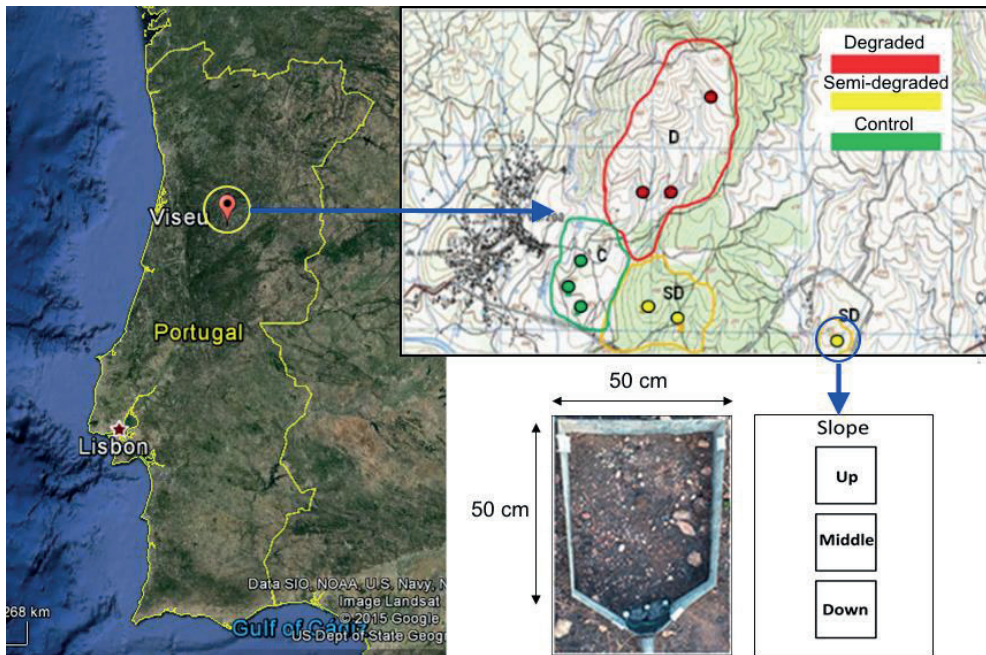 Viseu
Portugal
Lisbon
Data SIO, NOAA, U.S. Navy, N
Image Landsat
© 2015 Google
US Dept of State Geogr
Gulf of Cádiz
268 km
Degraded
Semi-degraded
Control
D
C
SD
SD
50 cm
50 cm
Slope
Up
Middle
Down